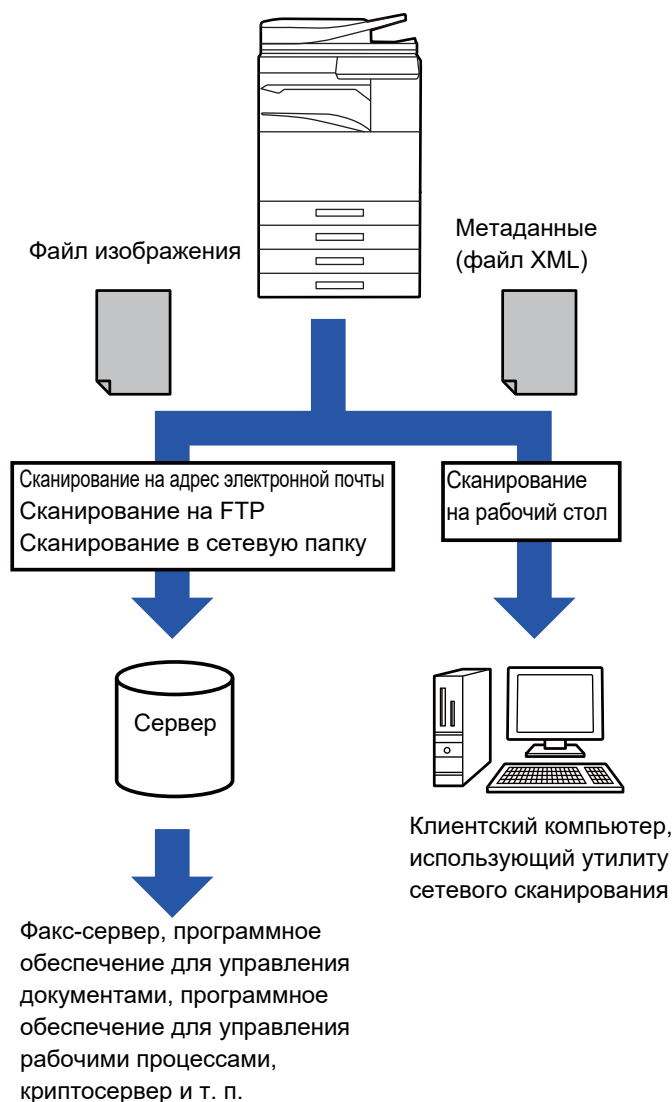 Файл изображения
Метаданные
(файл XML)
Сканирование на адрес электронной почты
Сканирование на FTP
Сканирование в сетевую папку
Сканирование
на рабочий стол
Сервер
Клиентский компьютер,
использующий утилиту
сетевого сканирования
Факс-сервер, программное
обеспечение для управления
документами, программное
обеспечение для управления
рабочими процессами,
криптосервер и т. п.